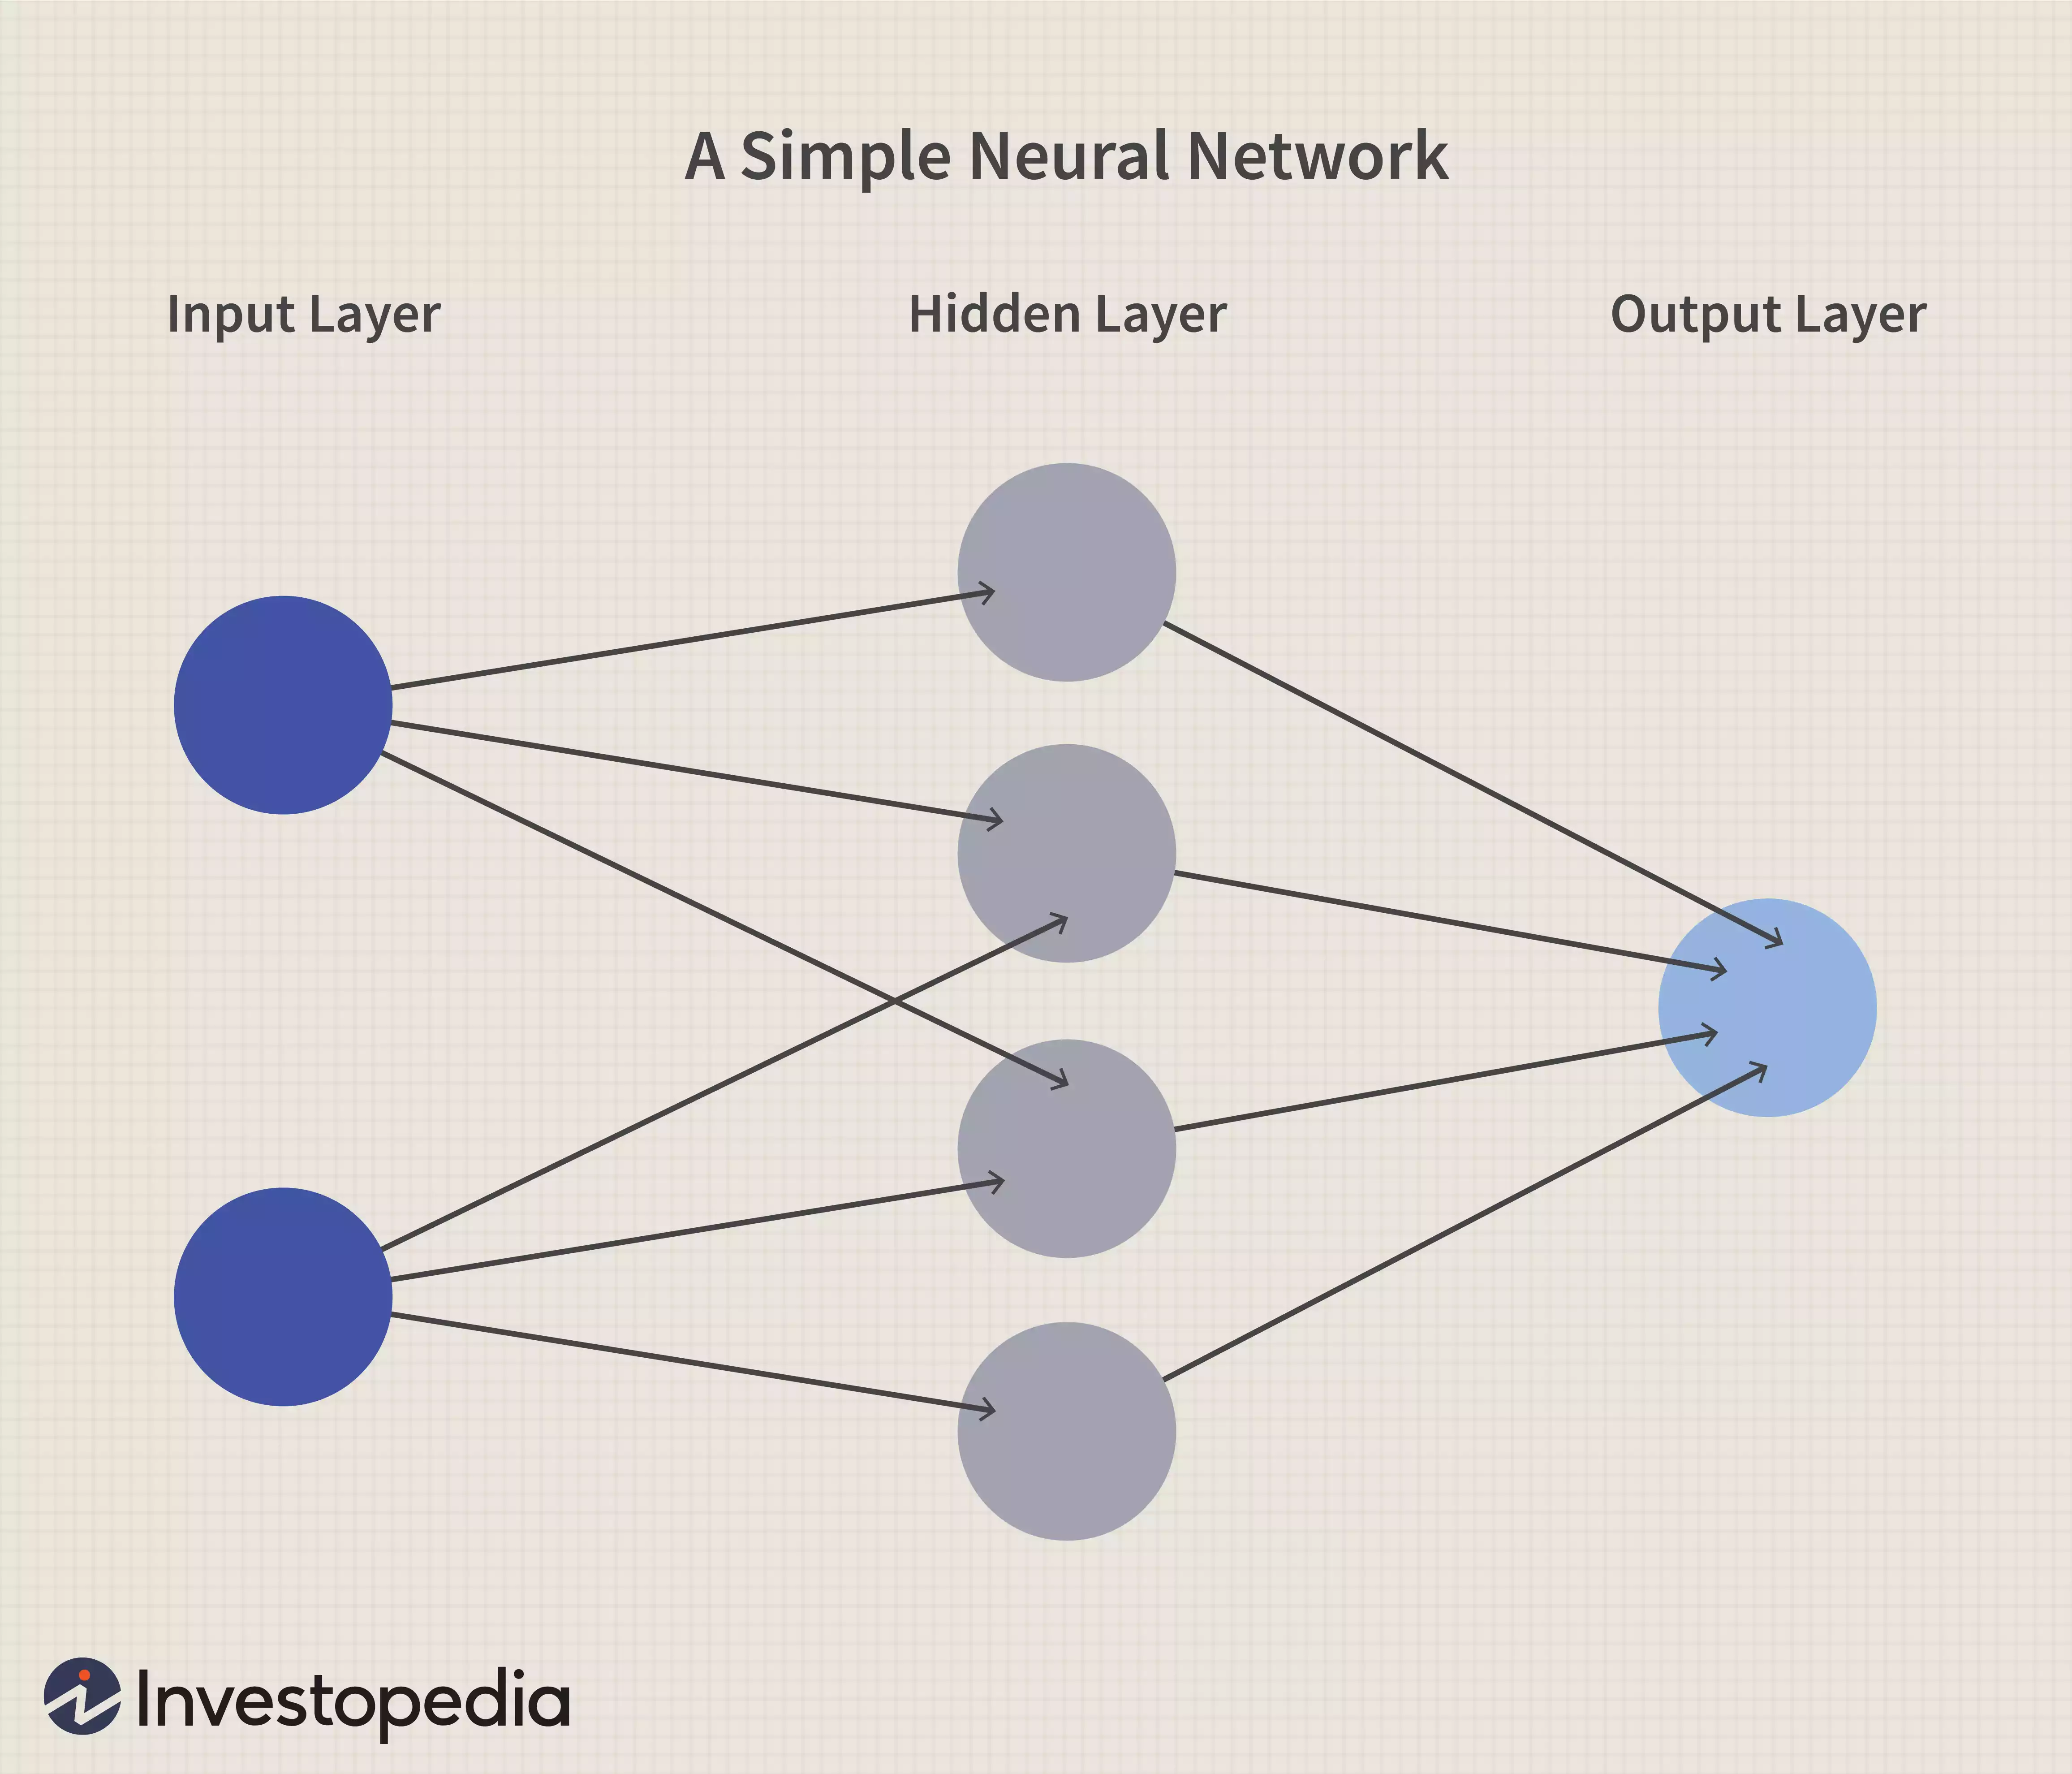 A Simple Neural Network
Input Layer
Hidden Layer
Output Layer
Investopedia